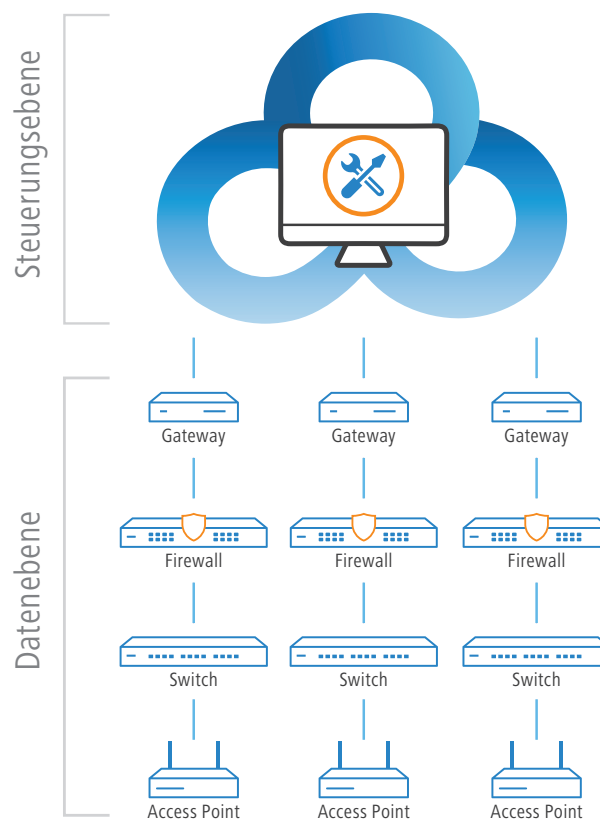 Steuerungsebene
Datenebene
Gateway Gateway Gateway
Firewall Firewall Firewall
Switch Switch Switch
Access Point Access Point Access Point